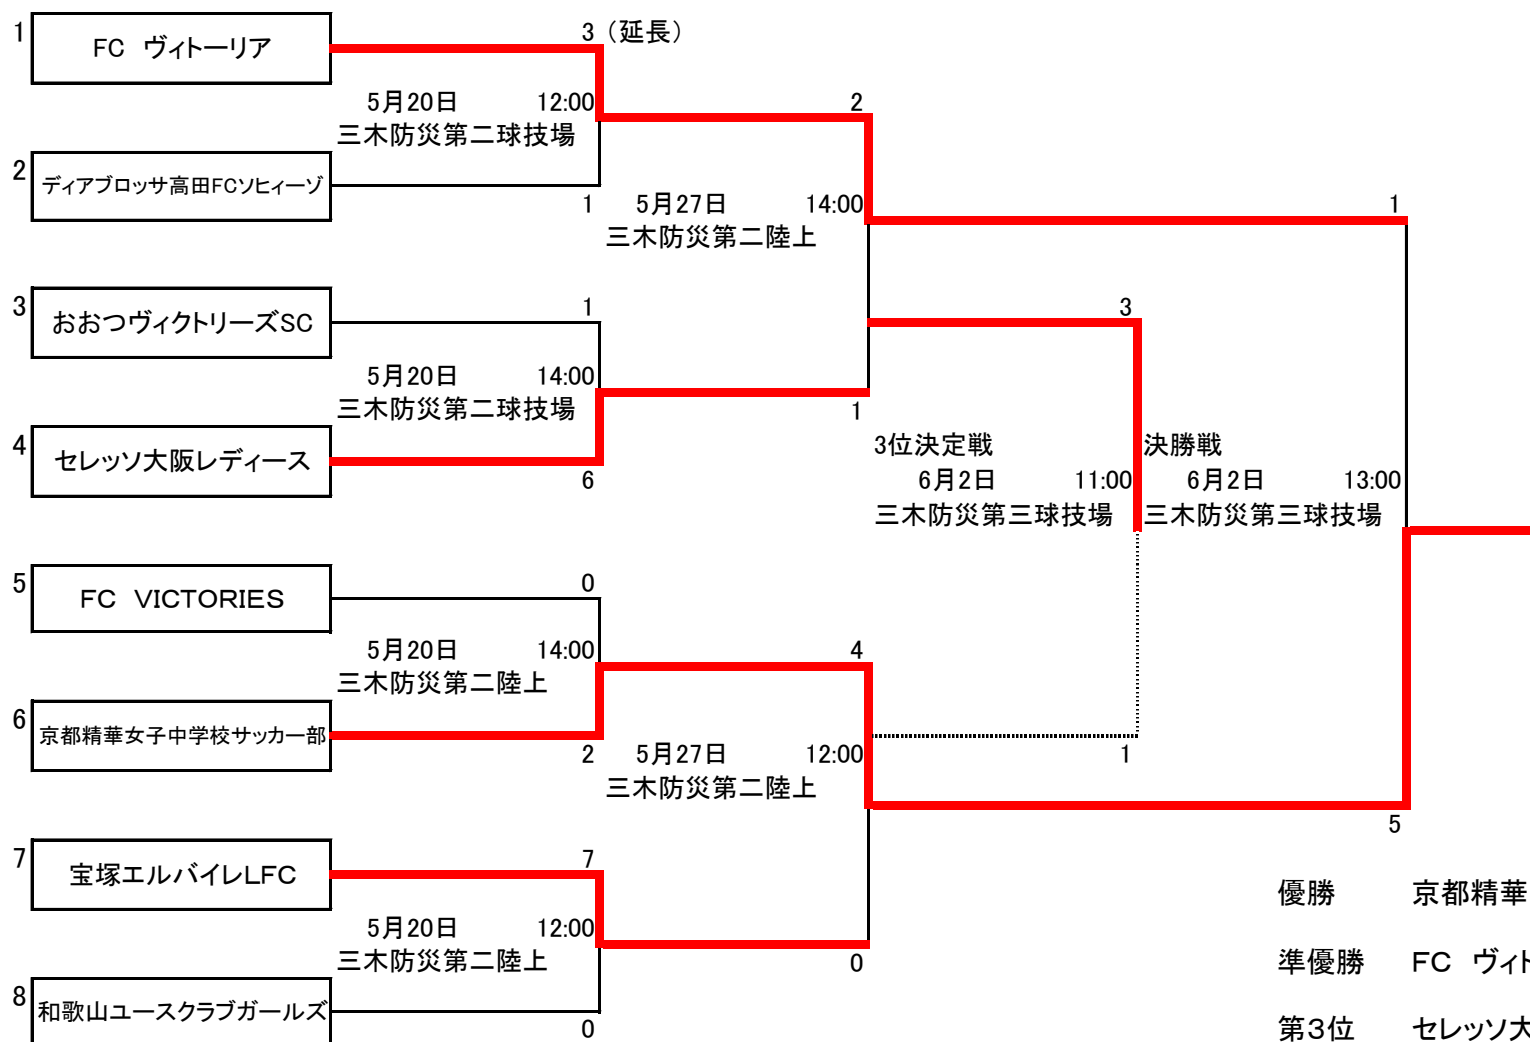 1
FC　ヴィトーリア
3（延長）
5月20日　12:00
三木防災第二球技場
2
2
ディアブロッサ高田FCソヒィーゾ
1
5月27日　14:00
三木防災第二陸上
1
3
おおつヴィクトリーズSC
1
3
5月20日　14:00
三木防災第二球技場
1
4
セレッソ大阪レディース
6
3位決定戦
6月2日　11:00
三木防災第三球技場
決勝戦
6月2日　13:00
三木防災第三球技場
5
FC　VICTORIES
0
5月20日　14:00
三木防災第二陸上
4
6
京都精華女子中学校サッカー部
2
5月27日　12:00
三木防災第二陸上
1
5
7
宝塚エルバイレLFC
7
5月20日　12:00
三木防災第二陸上
0
8
和歌山ユースクラブガールズ
0
優勝　京都精華
準優勝　FC　ヴィト
第3位　セレッソ大